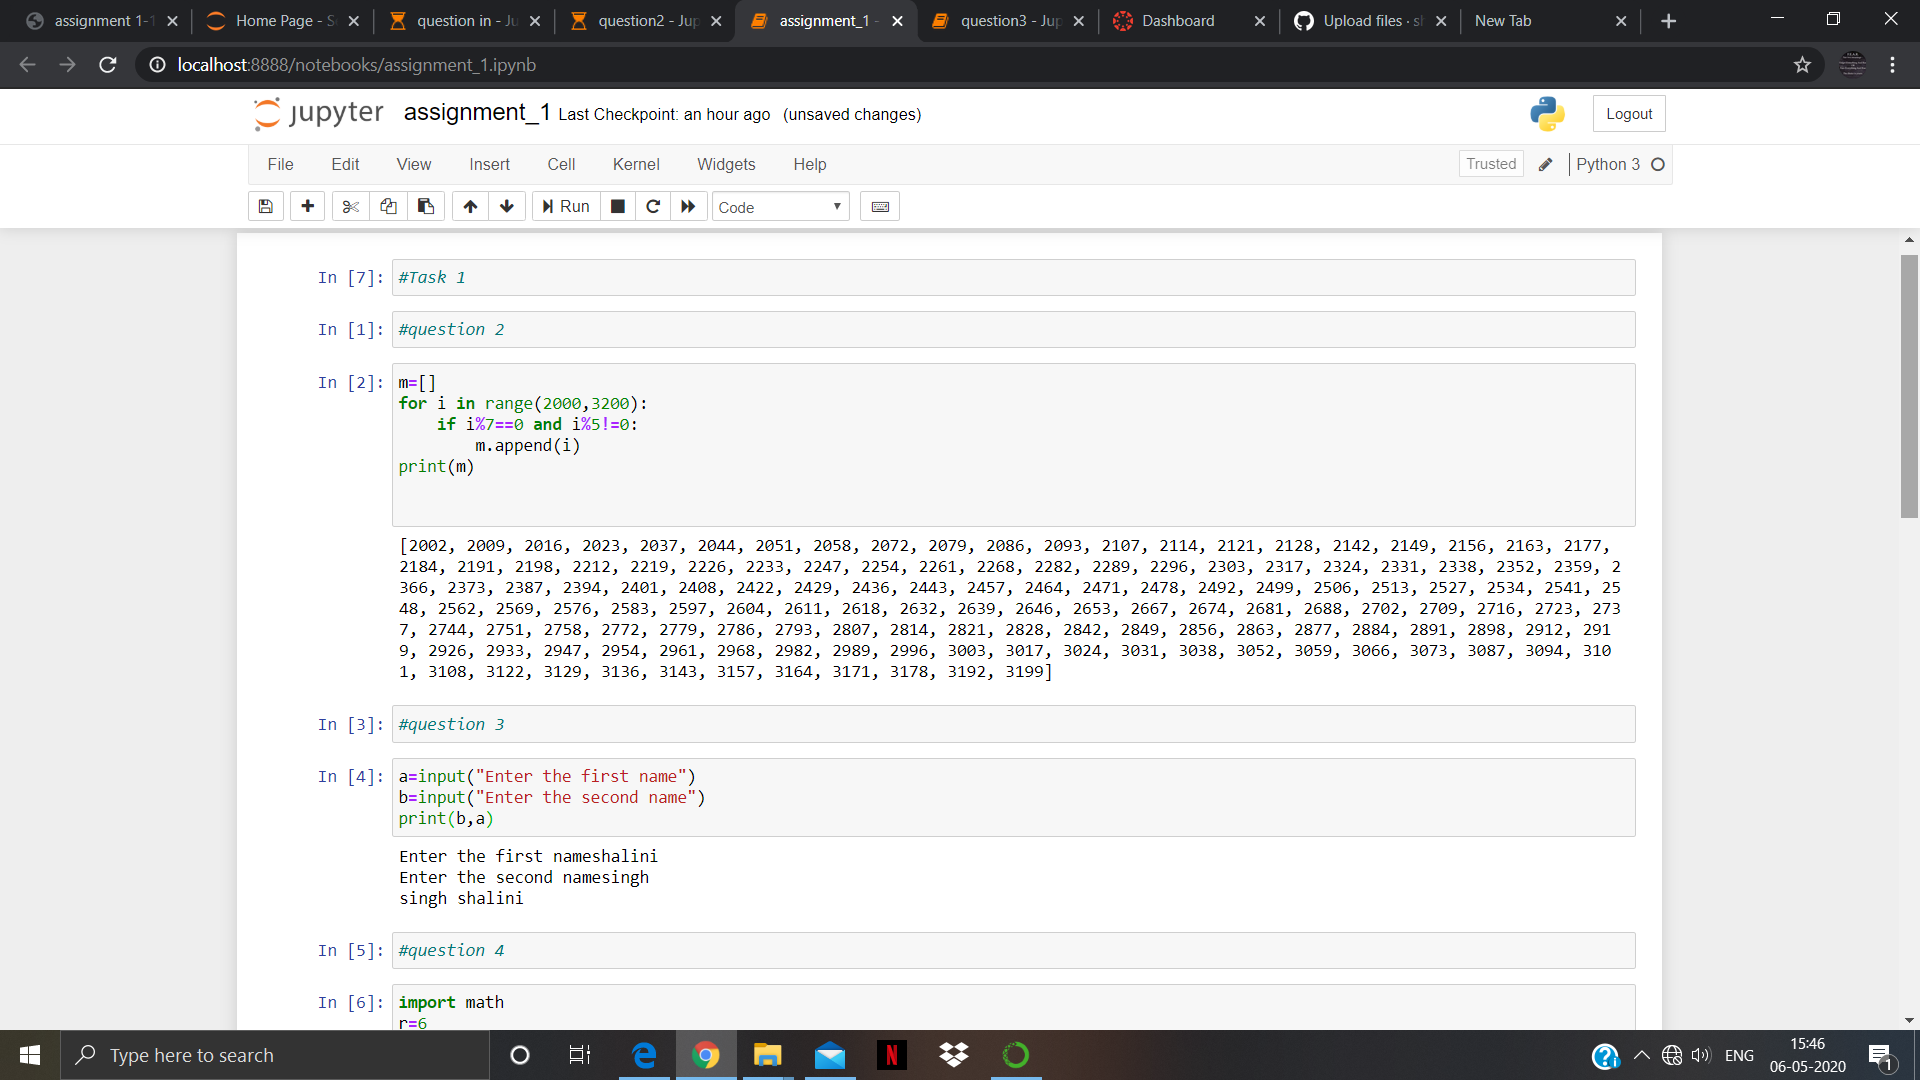 assignment 1-1
Home Page - S
question in - Ju
question2 - Jup
assignment_1 -
question3 - Jup
Dashboard
Upload files · s
New Tab
localhost:8888/notebooks/assignment_1.ipynb
jupyter assignment_1 Last Checkpoint: an hour ago (unsaved changes)
Logout
File Edit View Insert Cell Kernel Widgets Help
Trusted
Python 3
Run
Code
In [7]: #Task 1
In [1]: #question 2
In [2]: m=[]
for i in range(2000,3200):
    if i%7==0 and i%5!=0:
        m.append(i)
print(m)
[2002, 2009, 2016, 2023, 2037, 2044, 2051, 2058, 2072, 2079, 2086, 2093, 2107, 2114, 2121, 2128, 2142, 2149, 2156, 2163, 2177,
2184, 2191, 2198, 2212, 2219, 2226, 2233, 2247, 2254, 2261, 2268, 2282, 2289, 2296, 2303, 2317, 2324, 2331, 2338, 2352, 2359, 2
366, 2373, 2387, 2394, 2401, 2408, 2422, 2429, 2436, 2443, 2457, 2464, 2471, 2478, 2492, 2499, 2506, 2513, 2527, 2534, 2541, 25
48, 2562, 2569, 2576, 2583, 2597, 2604, 2611, 2618, 2632, 2639, 2646, 2653, 2667, 2674, 2681, 2688, 2702, 2709, 2716, 2723, 273
7, 2744, 2751, 2758, 2772, 2779, 2786, 2793, 2807, 2814, 2821, 2828, 2842, 2849, 2856, 2863, 2877, 2884, 2891, 2898, 2912, 291
9, 2926, 2933, 2947, 2954, 2961, 2968, 2982, 2989, 2996, 3003, 3017, 3024, 3031, 3038, 3052, 3059, 3066, 3073, 3087, 3094, 310
1, 3108, 3122, 3129, 3136, 3143, 3157, 3164, 3171, 3178, 3192, 3199]
In [3]: #question 3
In [4]: a=input("Enter the first name")
b=input("Enter the second name")
print(b,a)
Enter the first nameshalini
Enter the second namesingh
singh shalini
In [5]: #question 4
In [6]: import math
r=6
Type here to search
ENG
15:46
06-05-2020
1